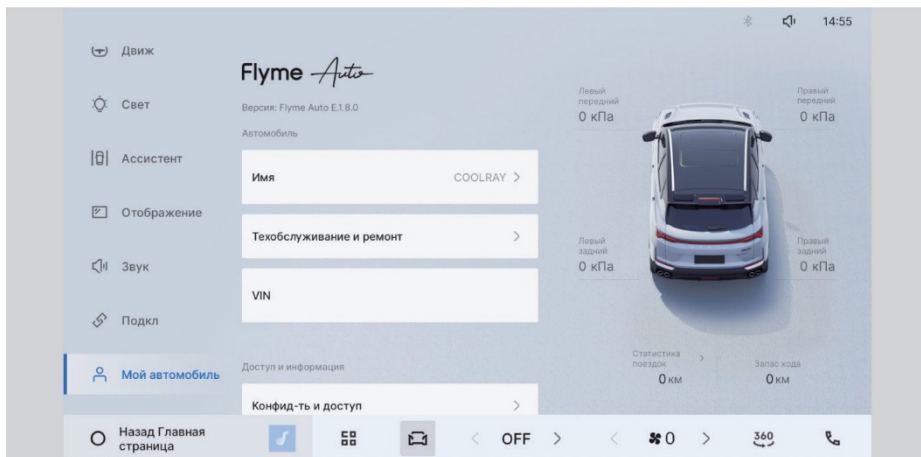 14:55
Движ
Свет
Ассистент
Отображение
Звук
Подкл
Мой автомобиль
Flyme Auto
Версия: Flyme Auto E.1.8.0
Автомобиль
Имя COOLRAY
Техобслуживание и ремонт
VIN
Доступ и информация
Конфид-ть и доступ
Левый
передний
0 кПа
Правый
передний
0 кПа
Левый
задний
0 кПа
Правый
задний
0 кПа
Статистика
поездок
0 км
Запас хода
0 км
Назад Главная
страница
OFF
0
360